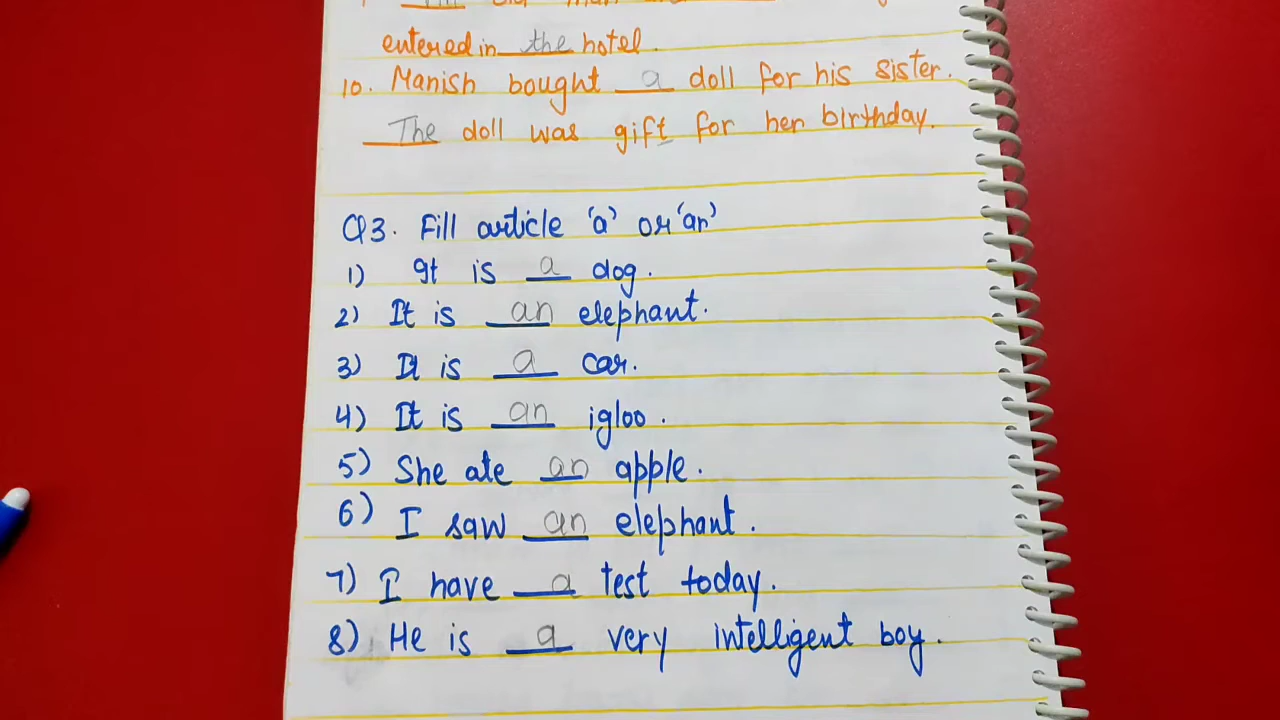 entered in the hotel.
10. Manish bought a doll for his sister.
The doll was gift for her birthday.
Q3. Fill article 'a' or 'an'
1) It is a dog.
2) It is an elephant.
3) It is a car.
4) It is an igloo.
5) She ate an apple.
6) I saw an elephant.
7) I have a test today.
8) He is a very intelligent boy.